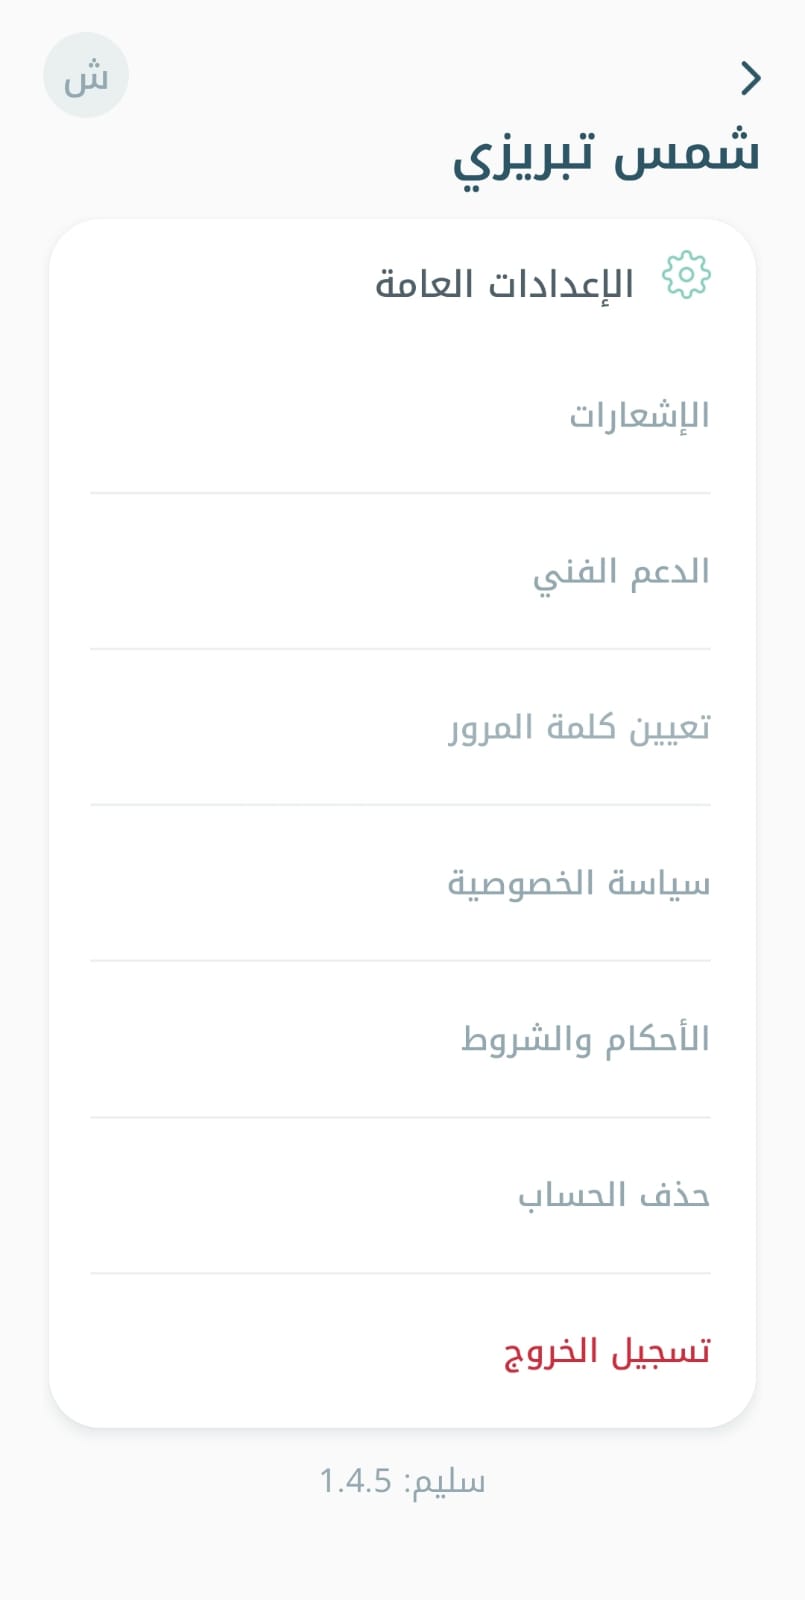 ش
شمس تبريزي
الإعدادات العامة
الإشعارات
الدعم الفني
تعيين كلمة المرور
سياسة الخصوصية
الأحكام والشروط
حذف الحساب
تسجيل الخروج
سليم: 1.4.5